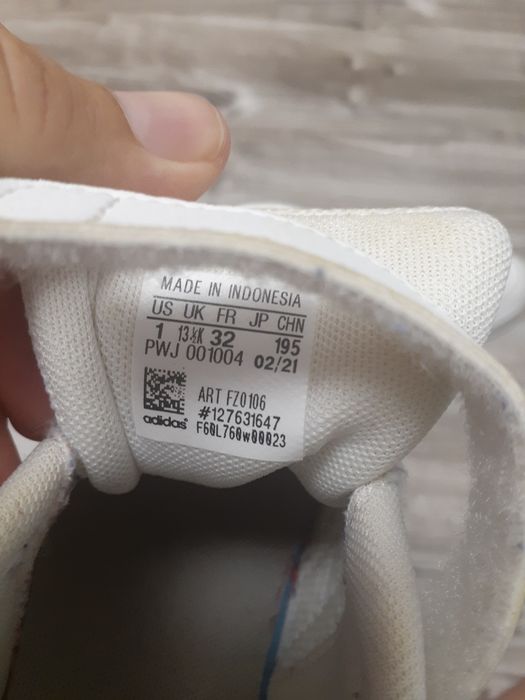 MADE IN INDONESIA
US UK FR JP CHN
1 13½K 32 195
PWJ 001004 02/21
ART FZ0106
#127631647
adidas F60L760w00023